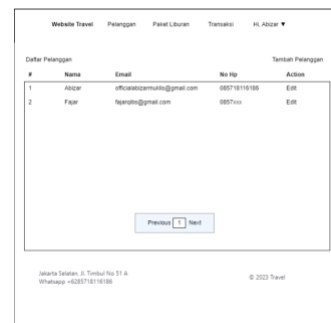 Website Travel Pelanggan Paket Liburan Transaksi Hi, Abizar ▼
Daftar Pelanggan Tambah Pelanggan
# Nama Email No Hp Action
1 Abizar officialabizarmuklis@gmail.com 085718116186 Edit
2 Fajar fajarqbs@gmail.com 0857xxx Edit
Previous 1 Next
Jakarta Selatan, Jl. Timbul No 51 A
Whatsapp +6285718116186
© 2023 Travel